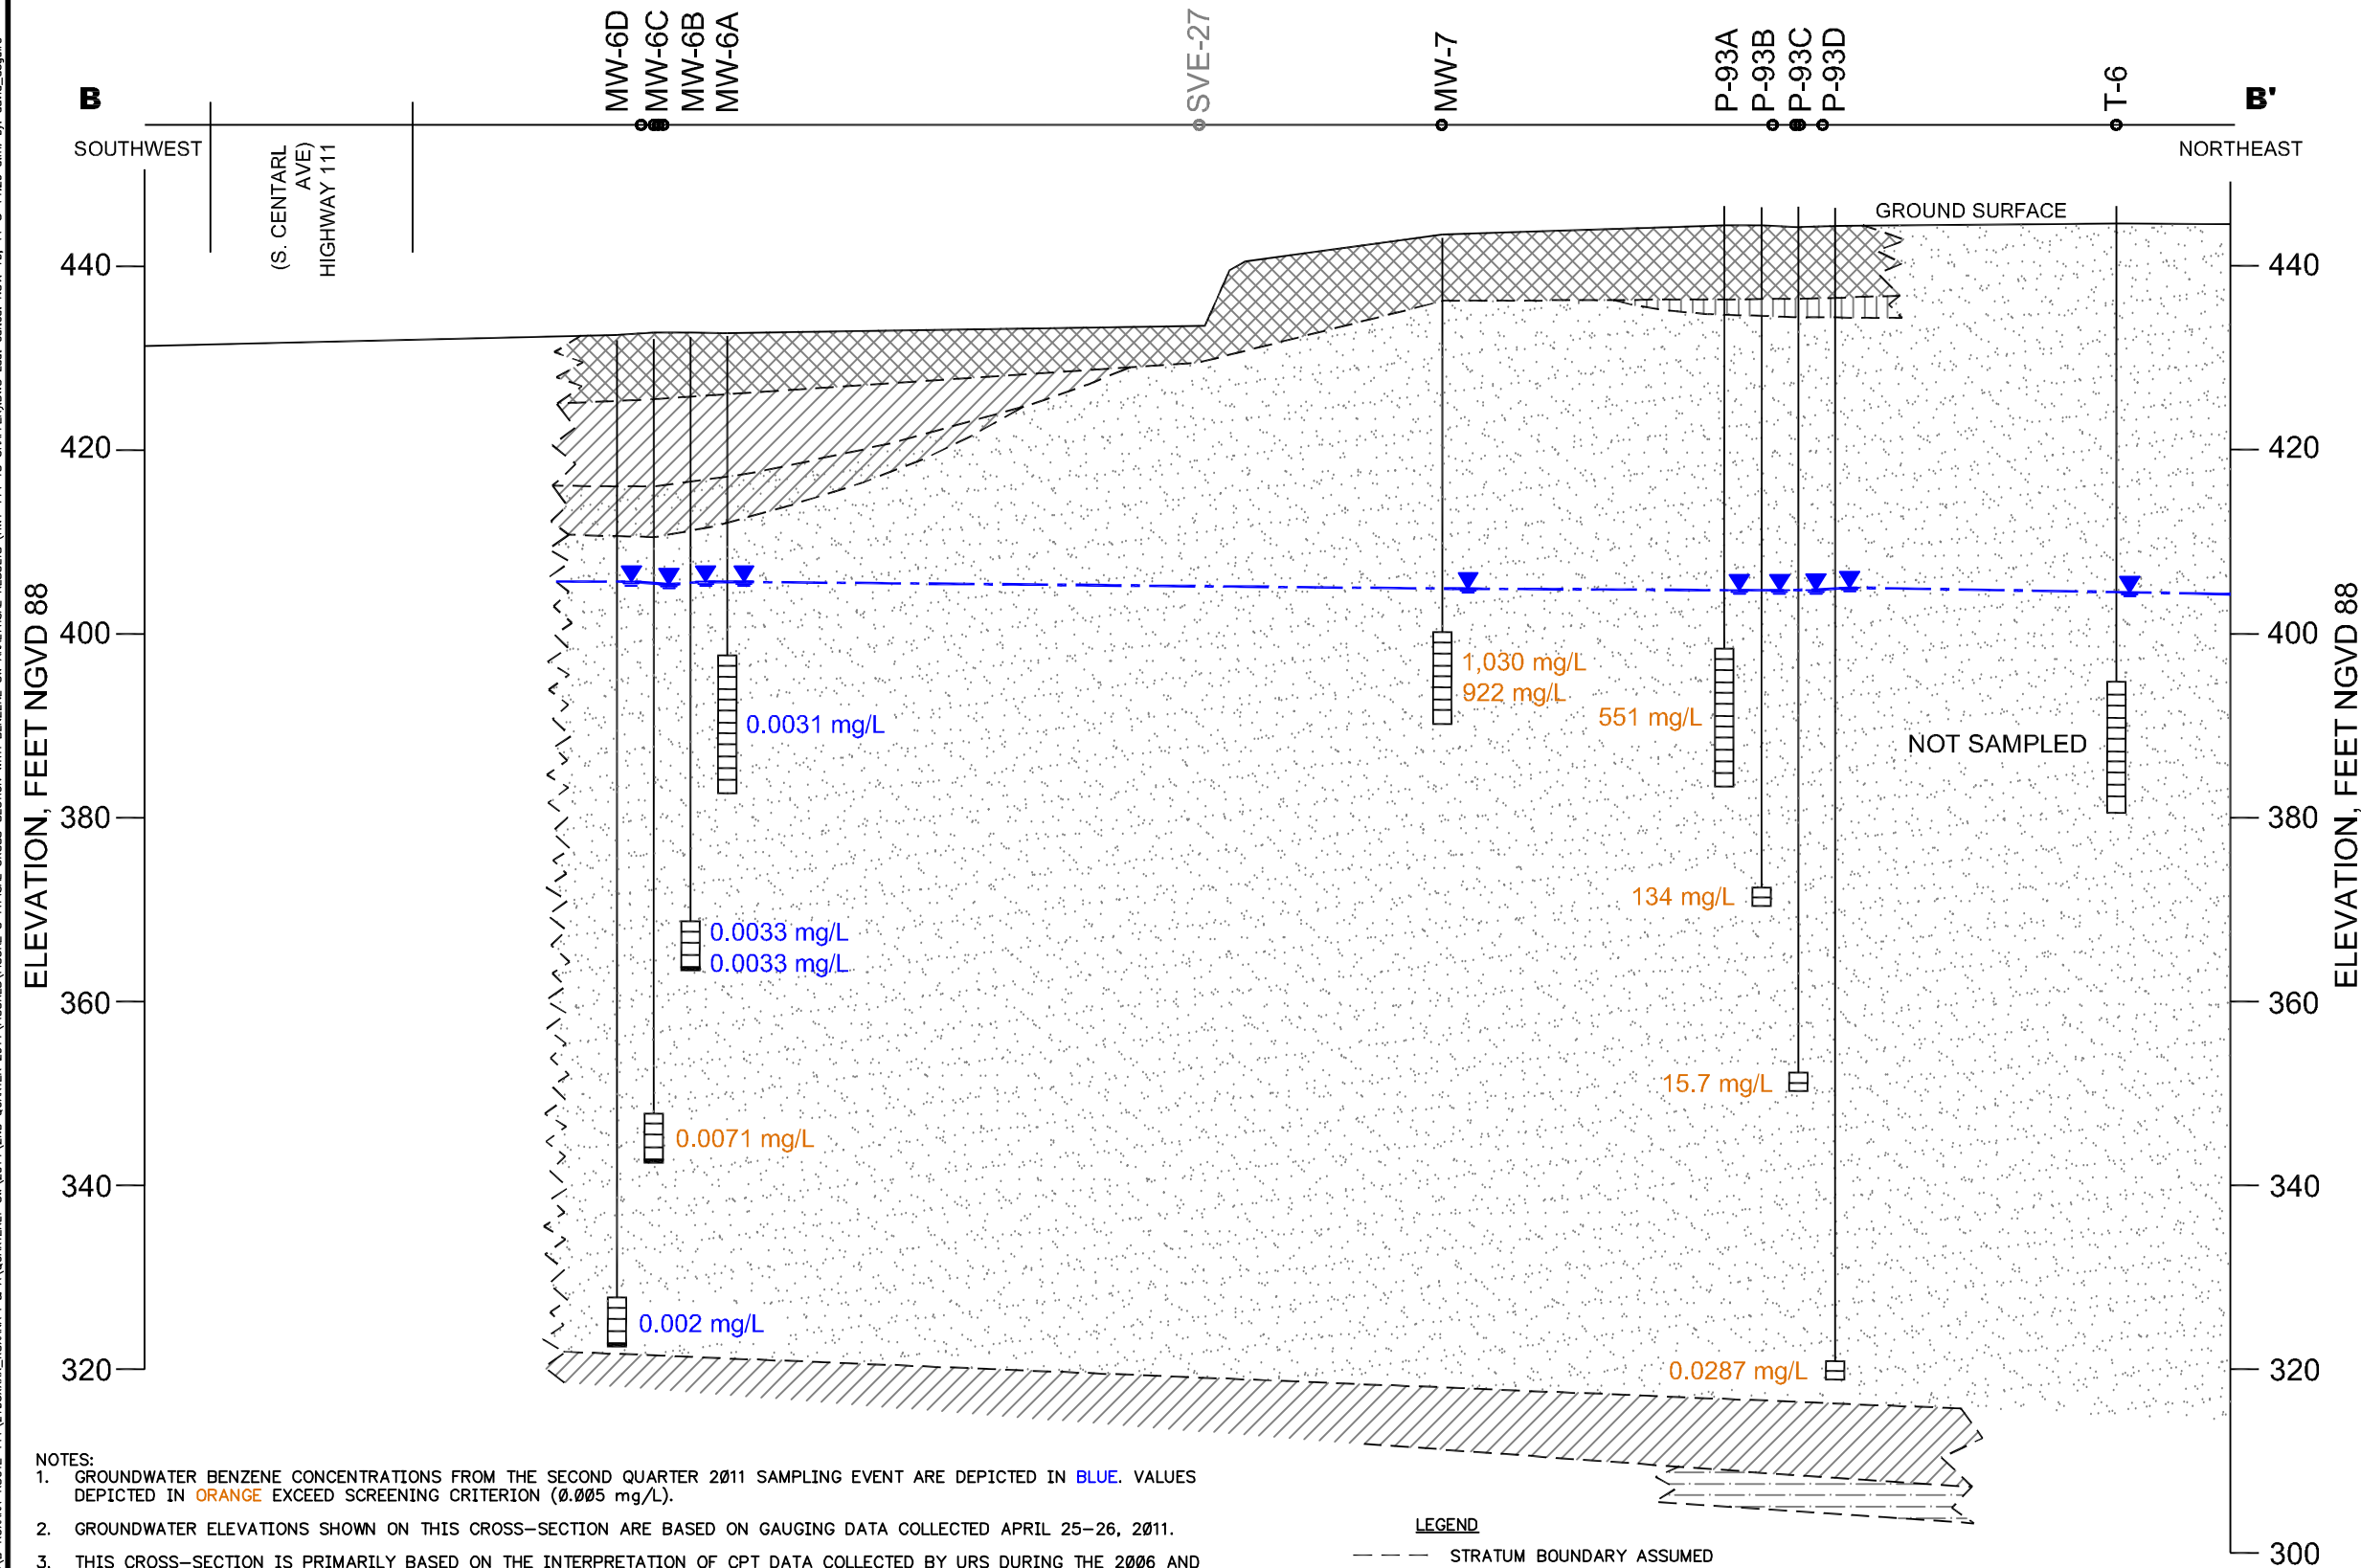 MW-6D
MW-6C
MW-6B
MW-6A
SVE-27
MW-7
P-93A
P-93B
P-93C
P-93D
T-6
B
B'
SOUTHWEST
NORTHEAST
(S. CENTARL
AVE)
HIGHWAY 111
GROUND SURFACE
440
440
420
420
400
400
380
380
360
360
340
340
320
320
300
ELEVATION, FEET NGVD 88
ELEVATION, FEET NGVD 88
1,030 mg/L
922 mg/L
551 mg/L
0.0031 mg/L
NOT SAMPLED
134 mg/L
0.0033 mg/L
0.0033 mg/L
15.7 mg/L
0.0071 mg/L
0.002 mg/L
0.0287 mg/L
NOTES:
1. GROUNDWATER BENZENE CONCENTRATIONS FROM THE SECOND QUARTER 2011 SAMPLING EVENT ARE DEPICTED IN BLUE. VALUES
DEPICTED IN ORANGE EXCEED SCREENING CRITERION (0.005 mg/L).
2. GROUNDWATER ELEVATIONS SHOWN ON THIS CROSS-SECTION ARE BASED ON GAUGING DATA COLLECTED APRIL 25-26, 2011.
3. THIS CROSS-SECTION IS PRIMARILY BASED ON THE INTERPRETATION OF CPT DATA COLLECTED BY URS DURING THE 2006 AND
LEGEND
STRATUM BOUNDARY ASSUMED